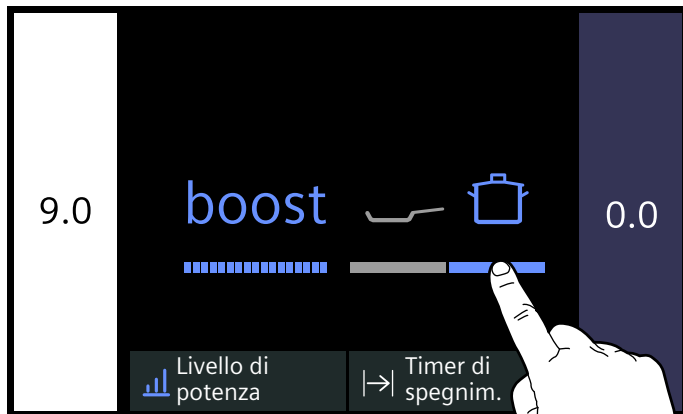 9.0
boost
0.0
Livello di
potenza
Timer di
spegnim.